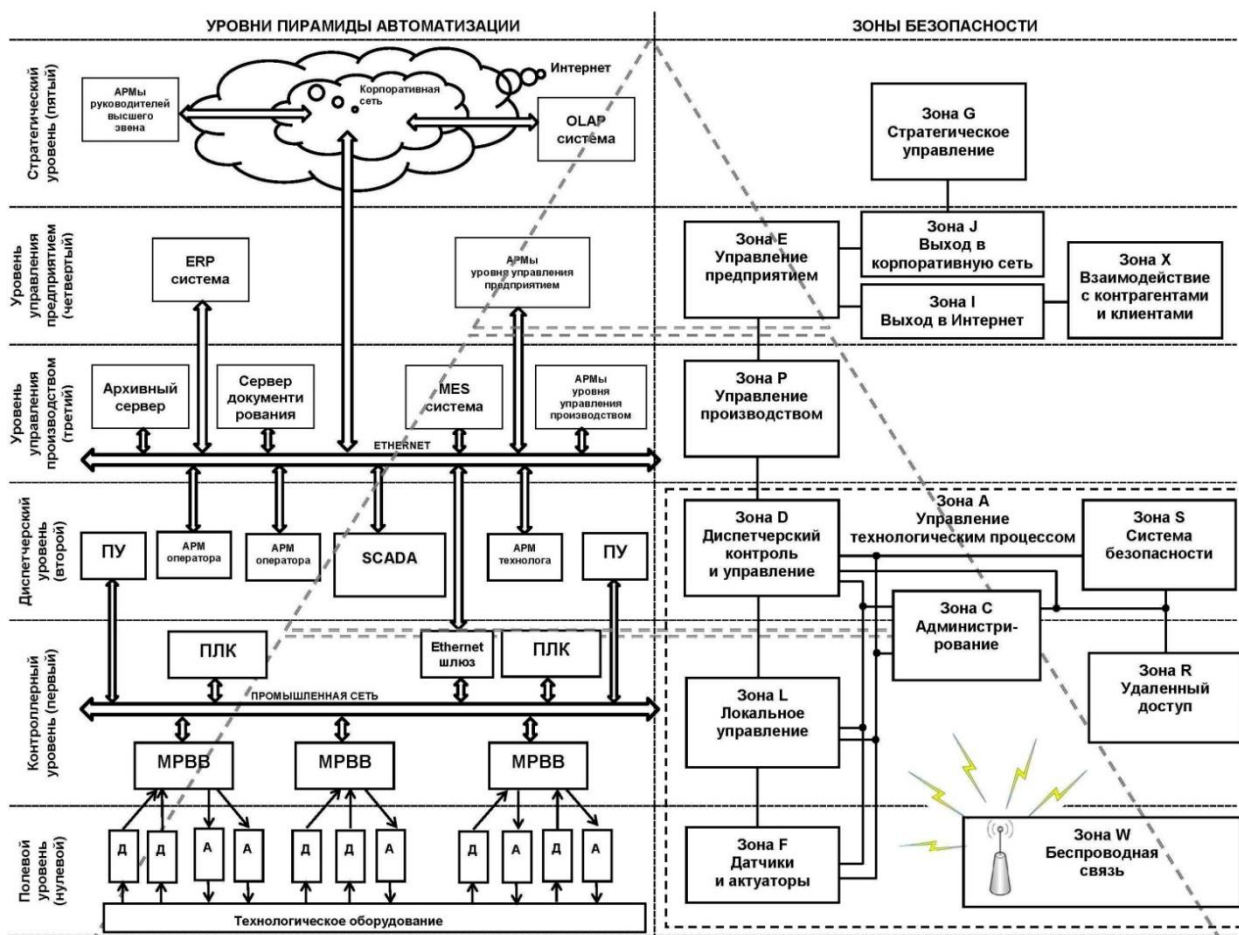 УРОВНИ ПИРАМИДЫ АВТОМАТИЗАЦИИ
ЗОНЫ БЕЗОПАСНОСТИ
Стратегический
уровень (пятый)
АРМы
руководителей
высшего
эвена
Корпоративная
сеть
Интернет
OLAP
система
Зона G
Стратегическое
управление
Уровень
управления
предприятием
(четвертый)
ERP
система
АРМы
уровня управления
предприятием
Зона E
Управление
предприятием
Зона J
Выход в
корпоративную сеть
Зона I
Выход в Интернет
Зона X
Взаимодействие
с контрагентами
и клиентами
Уровень
управления
производством
(третий)
Архивный
сервер
Сервер
документи
рования
MES
система
АРМы
уровня
управления
производством
ETHERNET
Зона P
Управление
производством
Диспетчерский
уровень
(второй)
ПУ
АРМ
оператора
АРМ
оператора
SCADA
АРМ
технолога
ПУ
Зона D
Диспетчерский
контроль
и управление
Зона A
Управление
технологическим процессом
Зона S
Система
безопасности
Зона C
Администри-
рование
Контроллерный
уровень (первый)
ПЛК
Ethernet
шлюз
ПЛК
ПРОМЫШЛЕННАЯ СЕТЬ
МРВВ
МРВВ
МРВВ
Зона L
Локальное
управление
Зона R
Удаленный
доступ
Полевой
уровень
(нулевой)
Д
Д
А
А
Д
Д
А
Д
А
Д
А
Технологическое оборудование
Зона F
Датчики
и актуаторы
Зона W
Беспроводная
связь